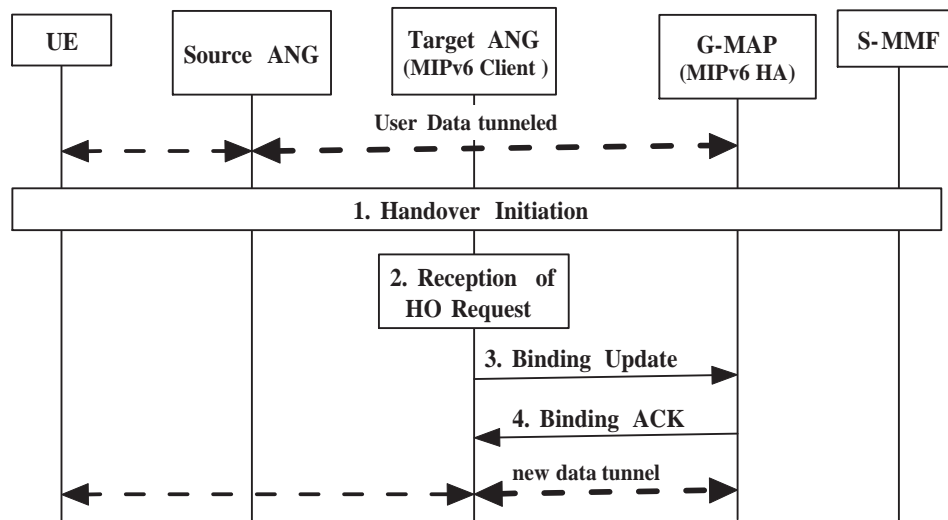 UE
Source ANG
Target ANG
(MIPv6 Client )
G-MAP
(MIPv6 HA)
S-MMF
User Data tunneled
1. Handover Initiation
2. Reception of
HO Request
3. Binding Update
4. Binding ACK
new data tunnel